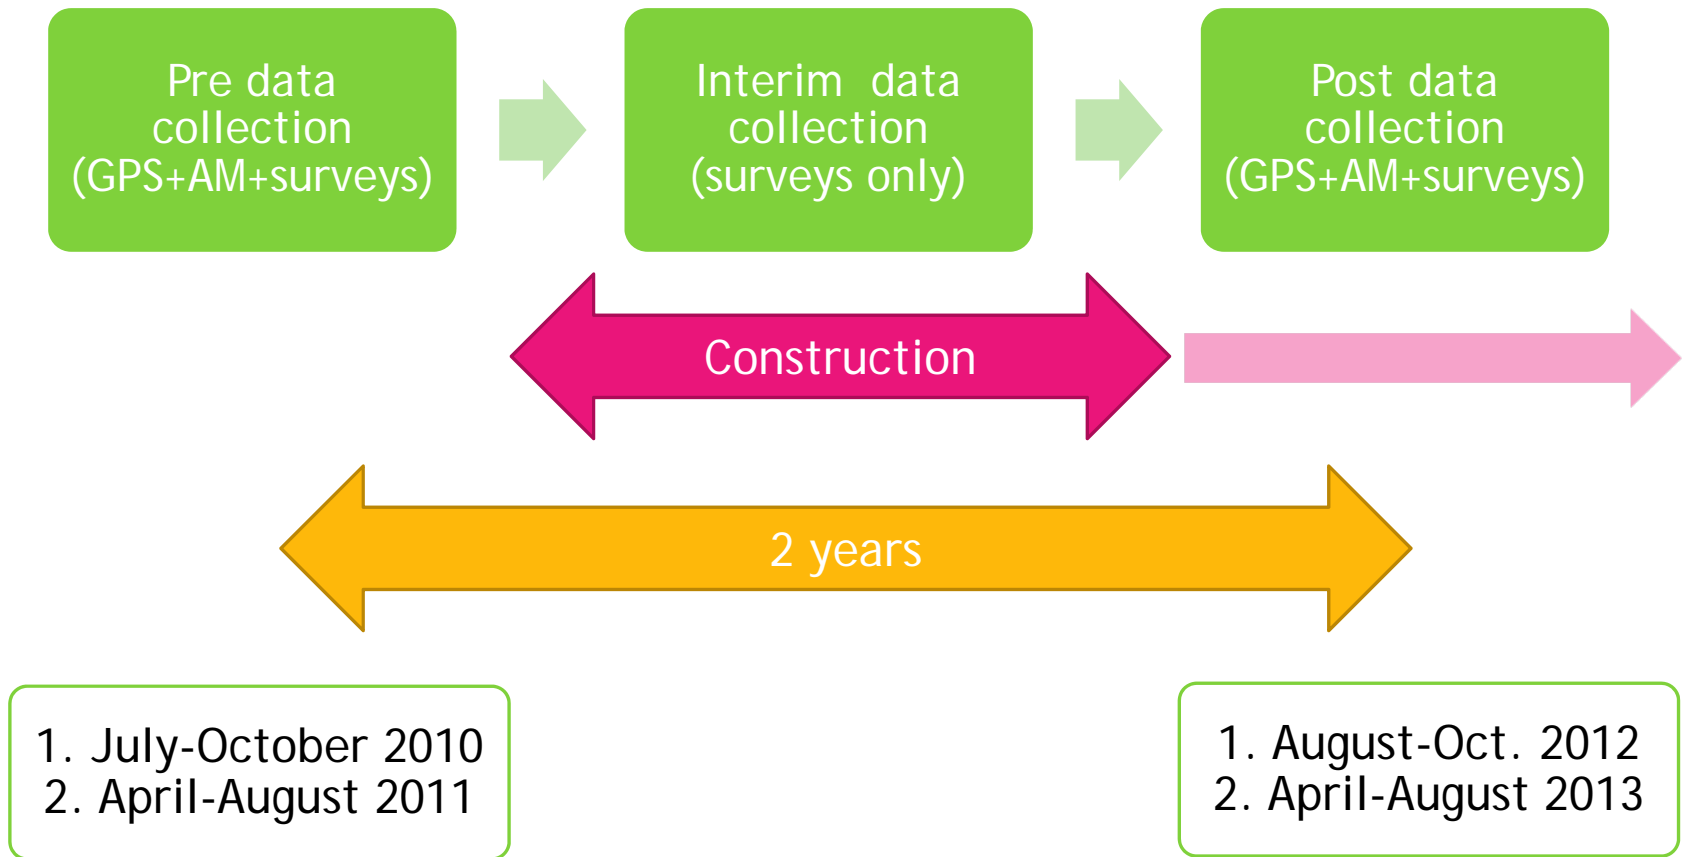 Pre data
collection
(GPS+AM+surveys)
Interim data
collection
(surveys only)
Post data
collection
(GPS+AM+surveys)
Construction
2 years
1. July-October 2010
2. April-August 2011
1. August-Oct. 2012
2. April-August 2013